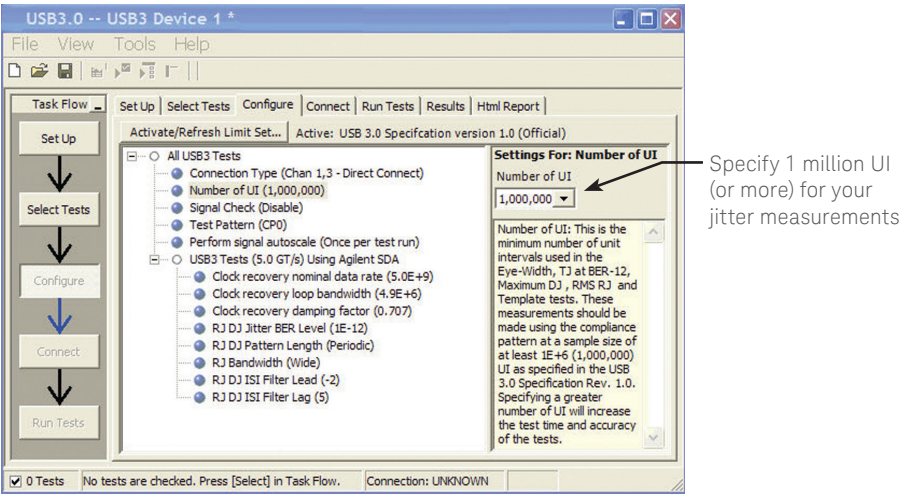 USB3.0 -- USB3 Device 1 *
File View Tools Help
Task Flow
Set Up
Select Tests
Configure
Connect
Run Tests
Set Up Select Tests Configure Connect Run Tests Results Html Report
Activate/Refresh Limit Set... Active: USB 3.0 Specifcation version 1.0 (Official)
All USB3 Tests
Connection Type (Chan 1,3 - Direct Connect)
Number of UI (1,000,000)
Signal Check (Disable)
Test Pattern (CP0)
Perform signal autoscale (Once per test run)
USB3 Tests (5.0 GT/s) Using Agilent SDA
Clock recovery nominal data rate (5.0E+9)
Clock recovery loop bandwidth (4.9E+6)
Clock recovery damping factor (0.707)
RJ DJ Jitter BER Level (1E-12)
RJ DJ Pattern Length (Periodic)
RJ Bandwidth (Wide)
RJ DJ ISI Filter Lead (-2)
RJ DJ ISI Filter Lag (5)
Settings For: Number of UI
Number of UI
1,000,000
Number of UI: This is the
minimum number of unit
intervals used in the
Eye-Width, TJ at BER-12,
Maximum DJ , RMS RJ and
Template tests. These
measurements should be
made using the compliance
pattern at a sample size of
at least 1E+6 (1,000,000)
UI as specified in the USB
3.0 Specification Rev. 1.0.
Specifying a greater
number of UI will increase
the test time and accuracy
of the tests.
Specify 1 million UI
(or more) for your
jitter measurements
0 Tests No tests are checked. Press [Select] in Task Flow. Connection: UNKNOWN